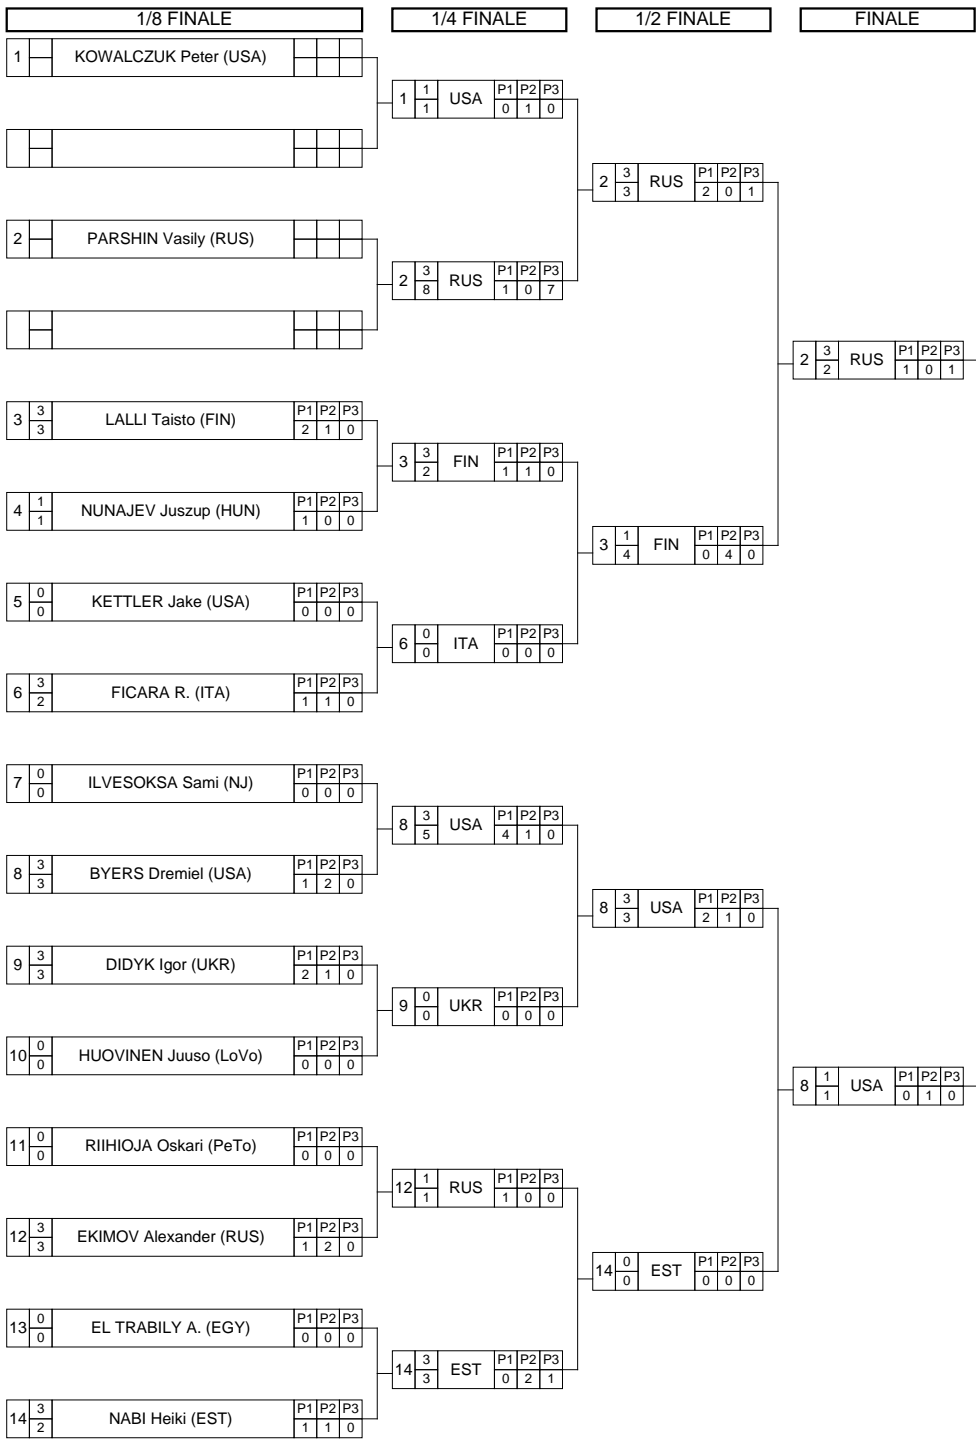 1/8 FINALE 1/4 FINALE 1/2 FINALE FINALE
1 KOWALCZUK Peter (USA)
1 1 USA P1 P2 P3
1 0 1 0
2 3 RUS P1 P2 P3
3 2 0 1
2 PARSHIN Vasily (RUS)
2 3 RUS P1 P2 P3
8 1 0 7
2 3 RUS P1 P2 P3
2 1 0 1
3 3 LALLI Taisto (FIN) P1 P2 P3
3 2 1 0
3 3 FIN P1 P2 P3
2 1 1 0
4 1 NUNAJEV Juszup (HUN) P1 P2 P3
1 1 0 0
3 1 FIN P1 P2 P3
4 0 4 0
5 0 KETTLER Jake (USA) P1 P2 P3
0 0 0 0
6 0 ITA P1 P2 P3
0 0 0 0
6 3 FICARA R. (ITA) P1 P2 P3
2 1 1 0
7 0 ILVESOKSA Sami (NJ) P1 P2 P3
0 0 0 0
8 3 USA P1 P2 P3
5 4 1 0
8 3 BYERS Dremiel (USA) P1 P2 P3
3 1 2 0
8 3 USA P1 P2 P3
3 2 1 0
9 3 DIDYK Igor (UKR) P1 P2 P3
3 2 1 0
9 0 UKR P1 P2 P3
0 0 0 0
10 0 HUOVINEN Juuso (LoVo) P1 P2 P3
0 0 0 0
8 1 USA P1 P2 P3
1 0 1 0
11 0 RIIHIOJA Oskari (PeTo) P1 P2 P3
0 0 0 0
12 1 RUS P1 P2 P3
1 1 0 0
12 3 EKIMOV Alexander (RUS) P1 P2 P3
3 1 2 0
14 0 EST P1 P2 P3
0 0 0 0
13 0 EL TRABILY A. (EGY) P1 P2 P3
0 0 0 0
14 3 EST P1 P2 P3
3 0 2 1
14 3 NABI Heiki (EST) P1 P2 P3
2 1 1 0